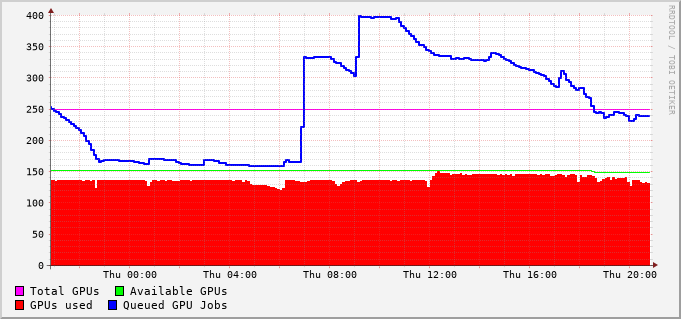 400
350
300
250
200
150
100
50
0
Thu 00:00 Thu 04:00 Thu 08:00 Thu 12:00 Thu 16:00 Thu 20:00
Total GPUs Available GPUs
GPUs used Queued GPU Jobs
RRDTOOL / TOBI OETIKER